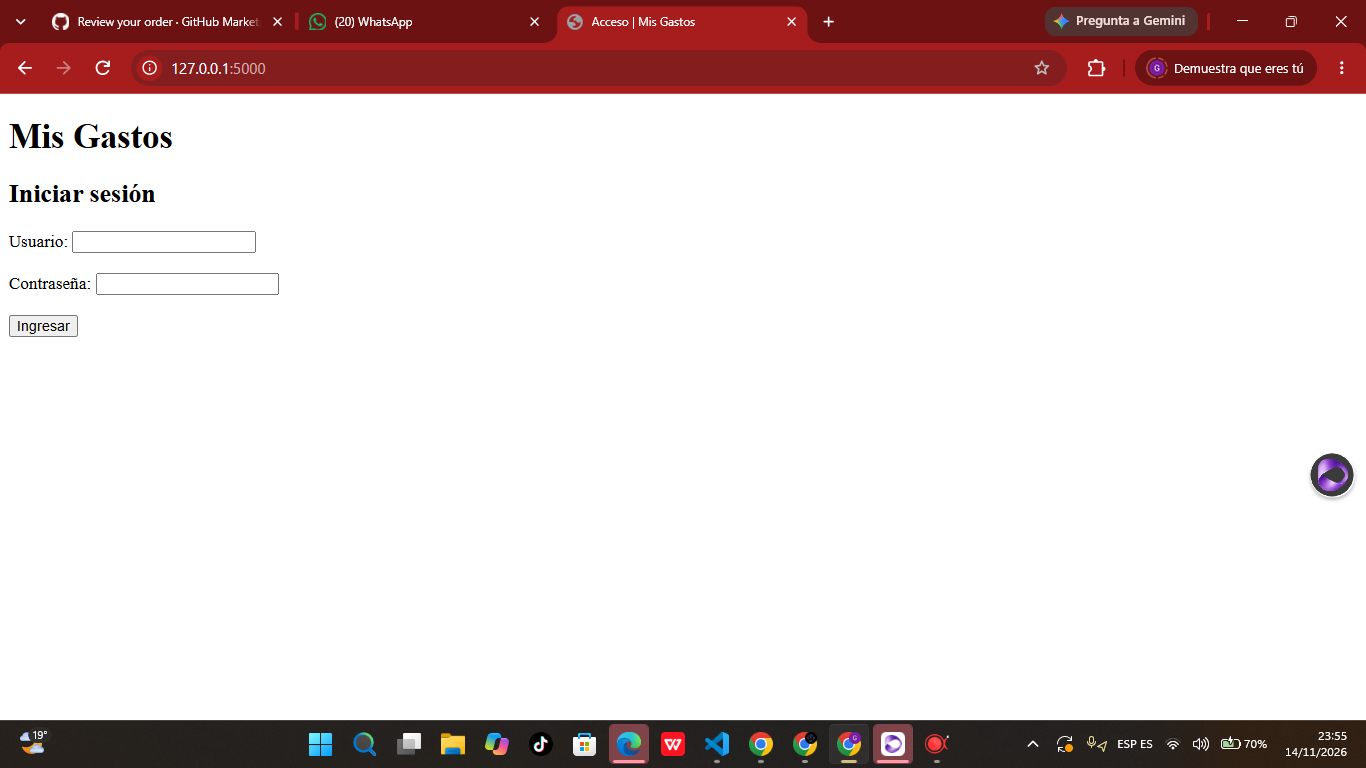 Review your order · GitHub Market
(20) WhatsApp
Acceso | Mis Gastos
Pregunta a Gemini
127.0.0.1:5000
G
Demuestra que eres tú
Mis Gastos
Iniciar sesión
Usuario:
Contraseña:
Ingresar
19°
W
G
ESP ES
70%
23:55
14/11/2026